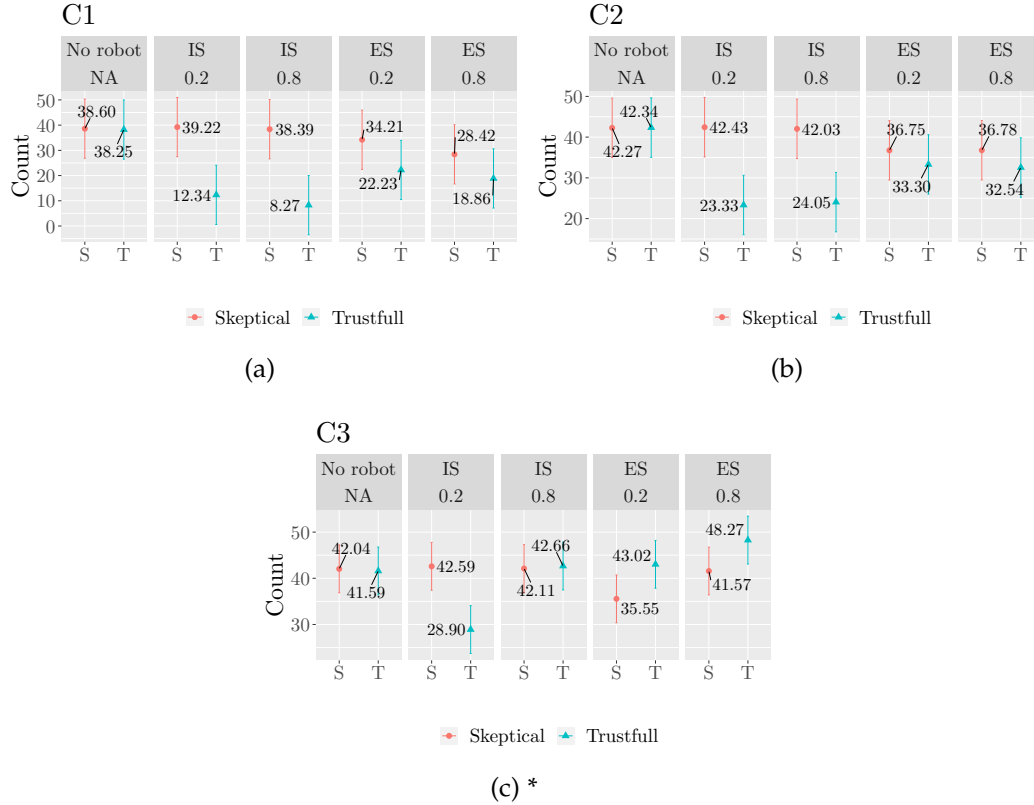 C1
No robot IS IS ES ES
NA 0.2 0.8 0.2 0.8
Count
50
40
30
20
10
0
38.60
38.25
39.22
12.34
38.39
8.27
34.21
22.23
28.42
18.86
S T S T S T S T S T
Skeptical Trustfull
(a)
C2
No robot IS IS ES ES
NA 0.2 0.8 0.2 0.8
Count
50
40
30
20
42.34
42.27
42.43
23.33
42.03
24.05
36.75
33.30
36.78
32.54
S T S T S T S T S T
Skeptical Trustfull
(b)
C3
No robot IS IS ES ES
NA 0.2 0.8 0.2 0.8
Count
50
40
30
42.04
41.59
42.59
28.90
42.66
42.11
43.02
35.55
48.27
41.57
S T S T S T S T S T
Skeptical Trustfull
(c) *